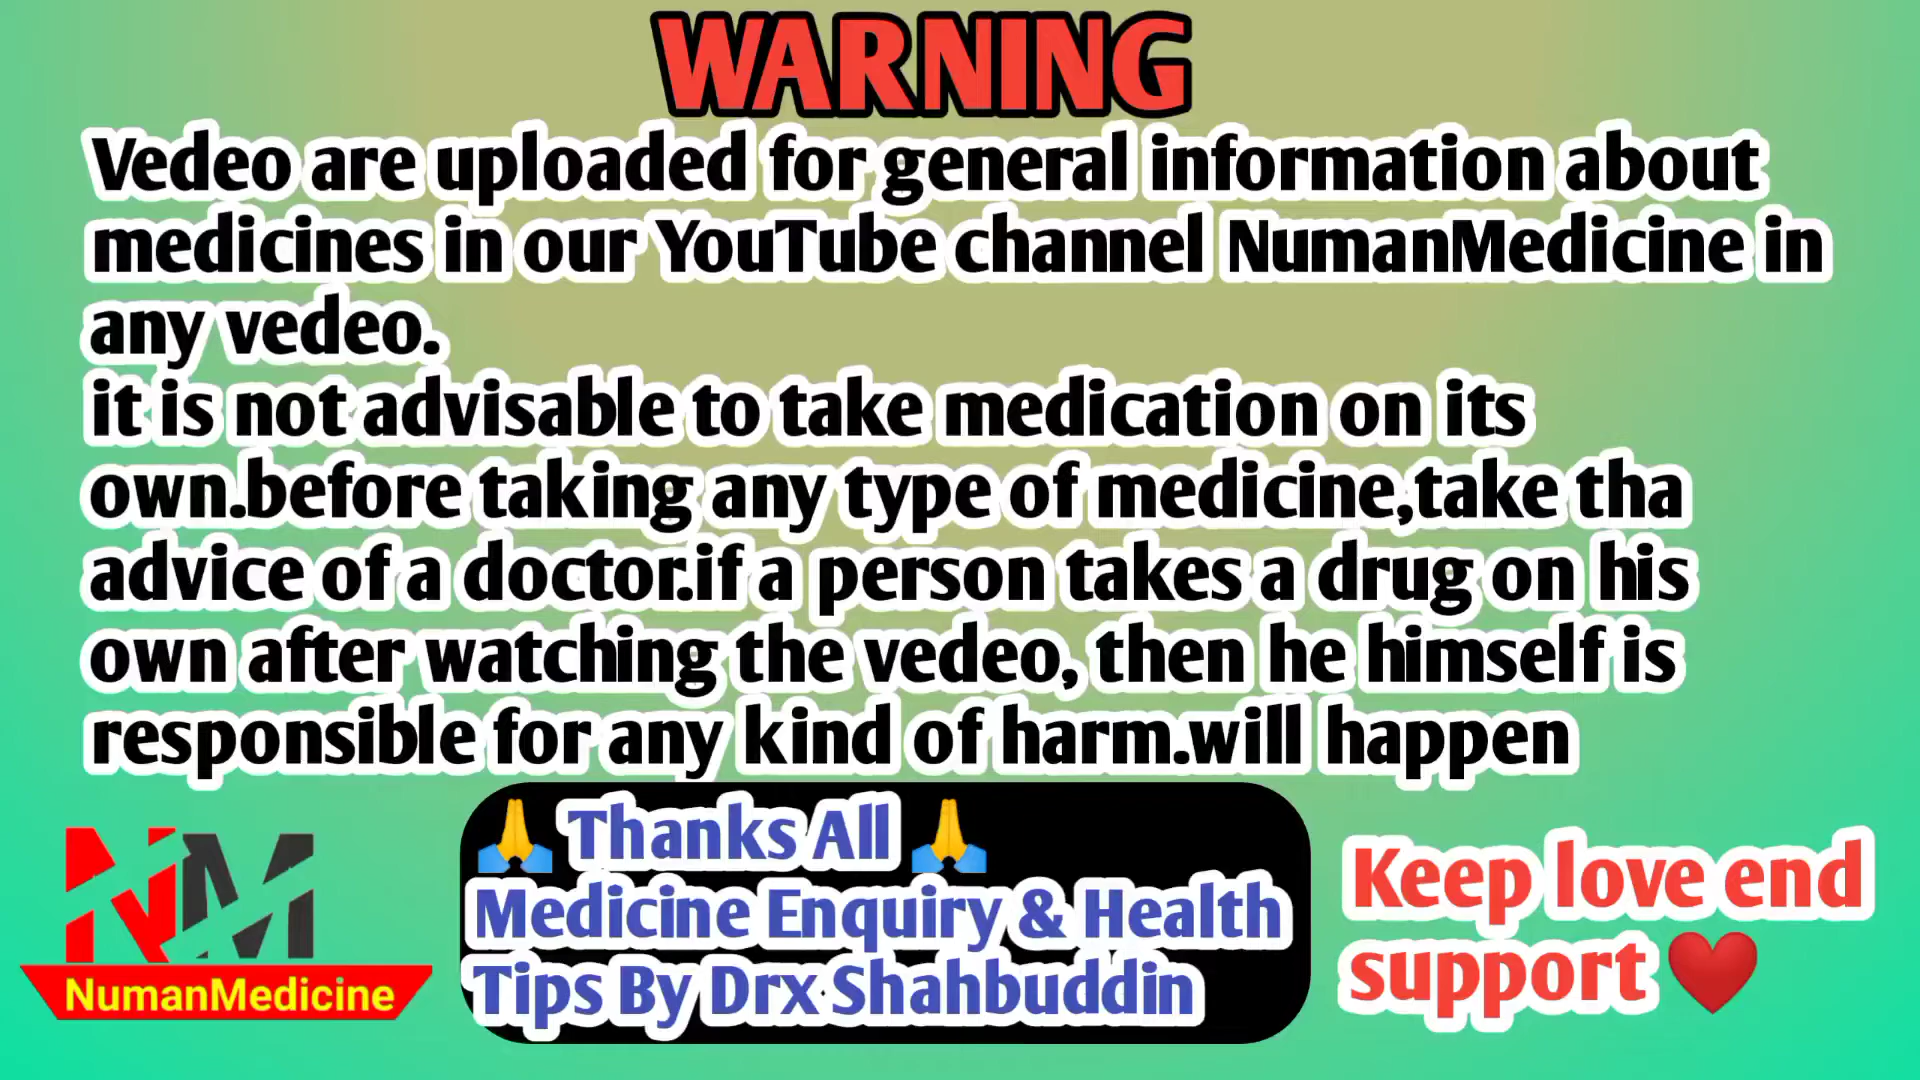 WARNING
Vedeo are uploaded for general information about
medicines in our YouTube channel NumanMedicine in
any vedeo.
it is not advisable to take medication on its
own.before taking any type of medicine,take tha
advice of a doctor.if a person takes a drug on his
own after watching the vedeo, then he himself is
responsible for any kind of harm.will happen
NM
NumanMedicine
🙏 Thanks All 🙏
Medicine Enquiry & Health
Tips By Drx Shahbuddin
Keep love end
support ❤️